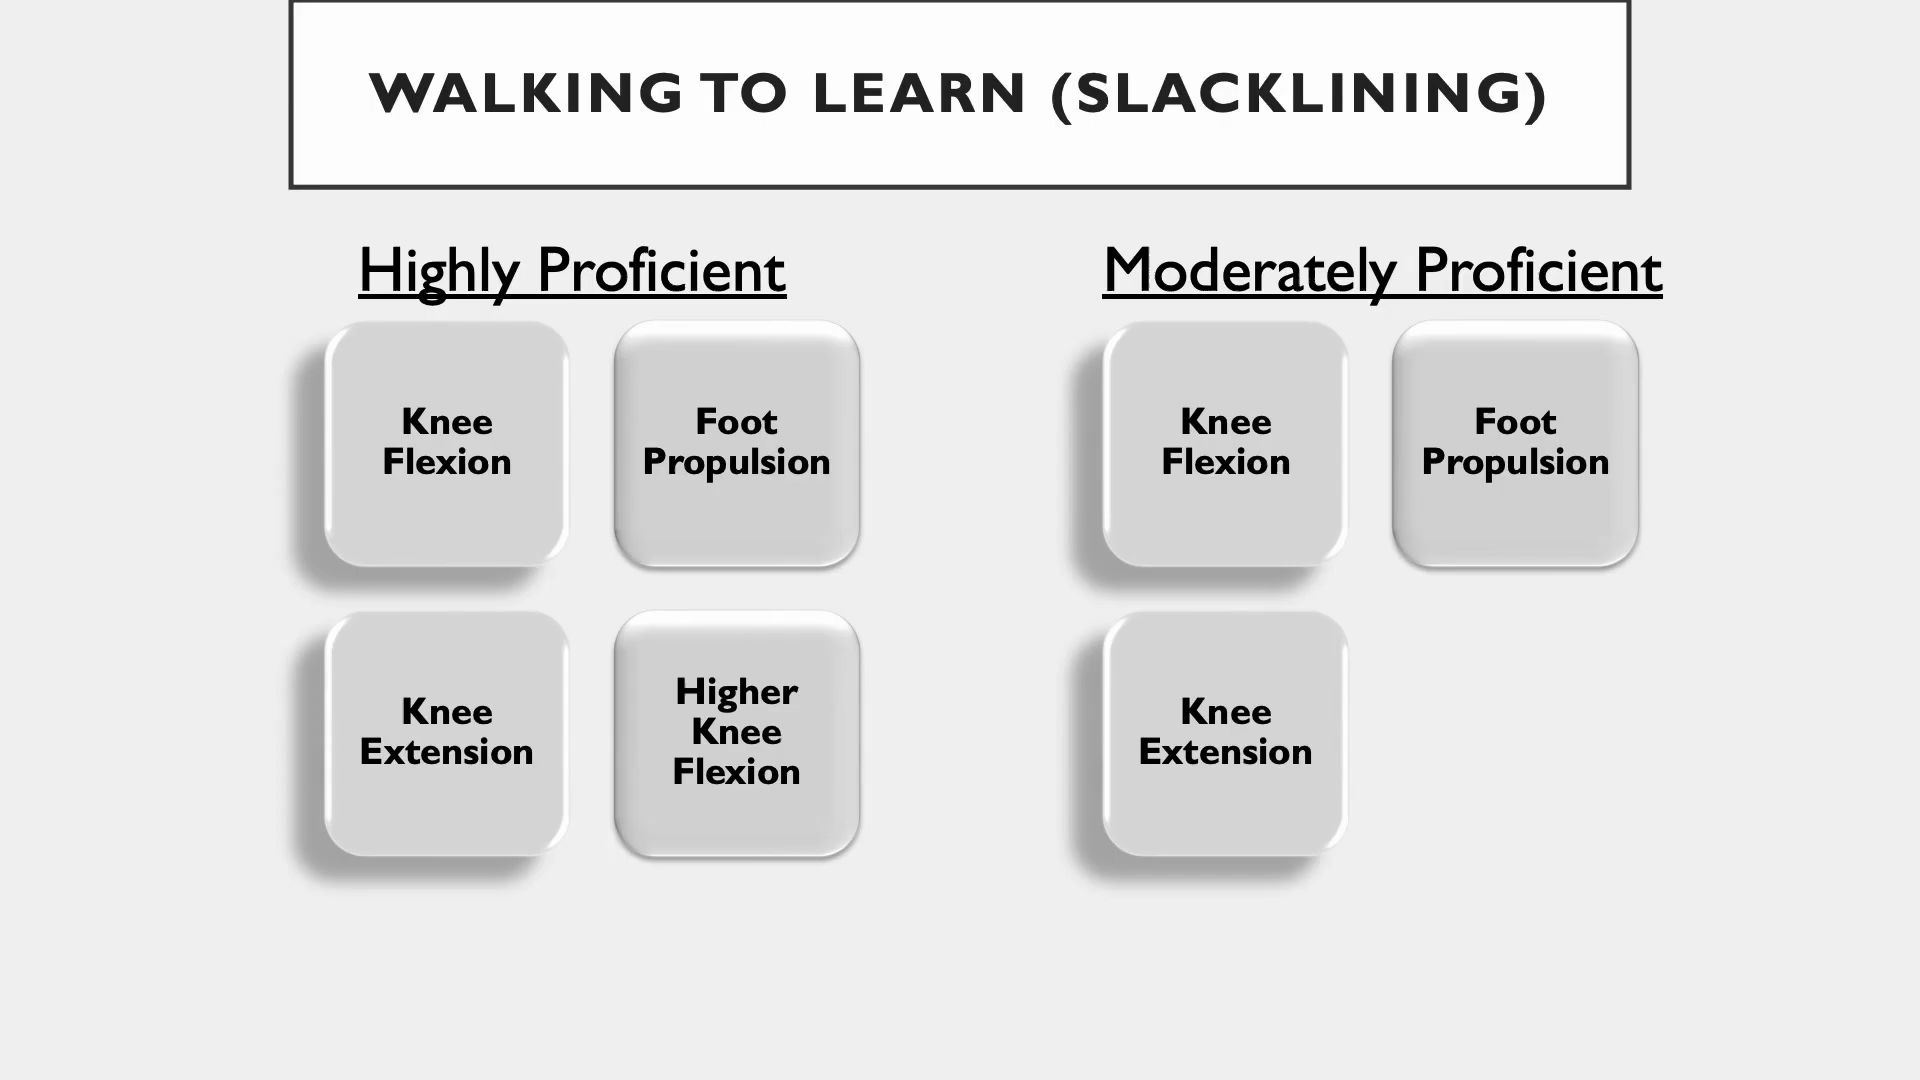 WALKING TO LEARN (SLACKLINING)
Highly Proficient
Knee
Flexion
Foot
Propulsion
Knee
Extension
Higher
Knee
Flexion
Moderately Proficient
Knee
Flexion
Foot
Propulsion
Knee
Extension